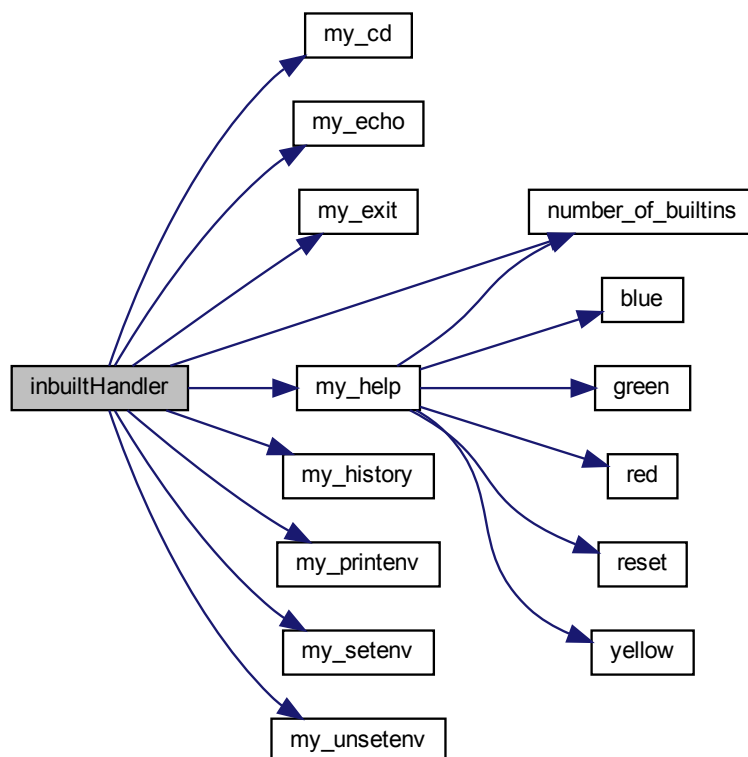 my_cd
my_echo
my_exit
number_of_builtins
blue
inbuiltHandler
my_help
green
my_history
red
my_printenv
reset
my_setenv
yellow
my_unsetenv